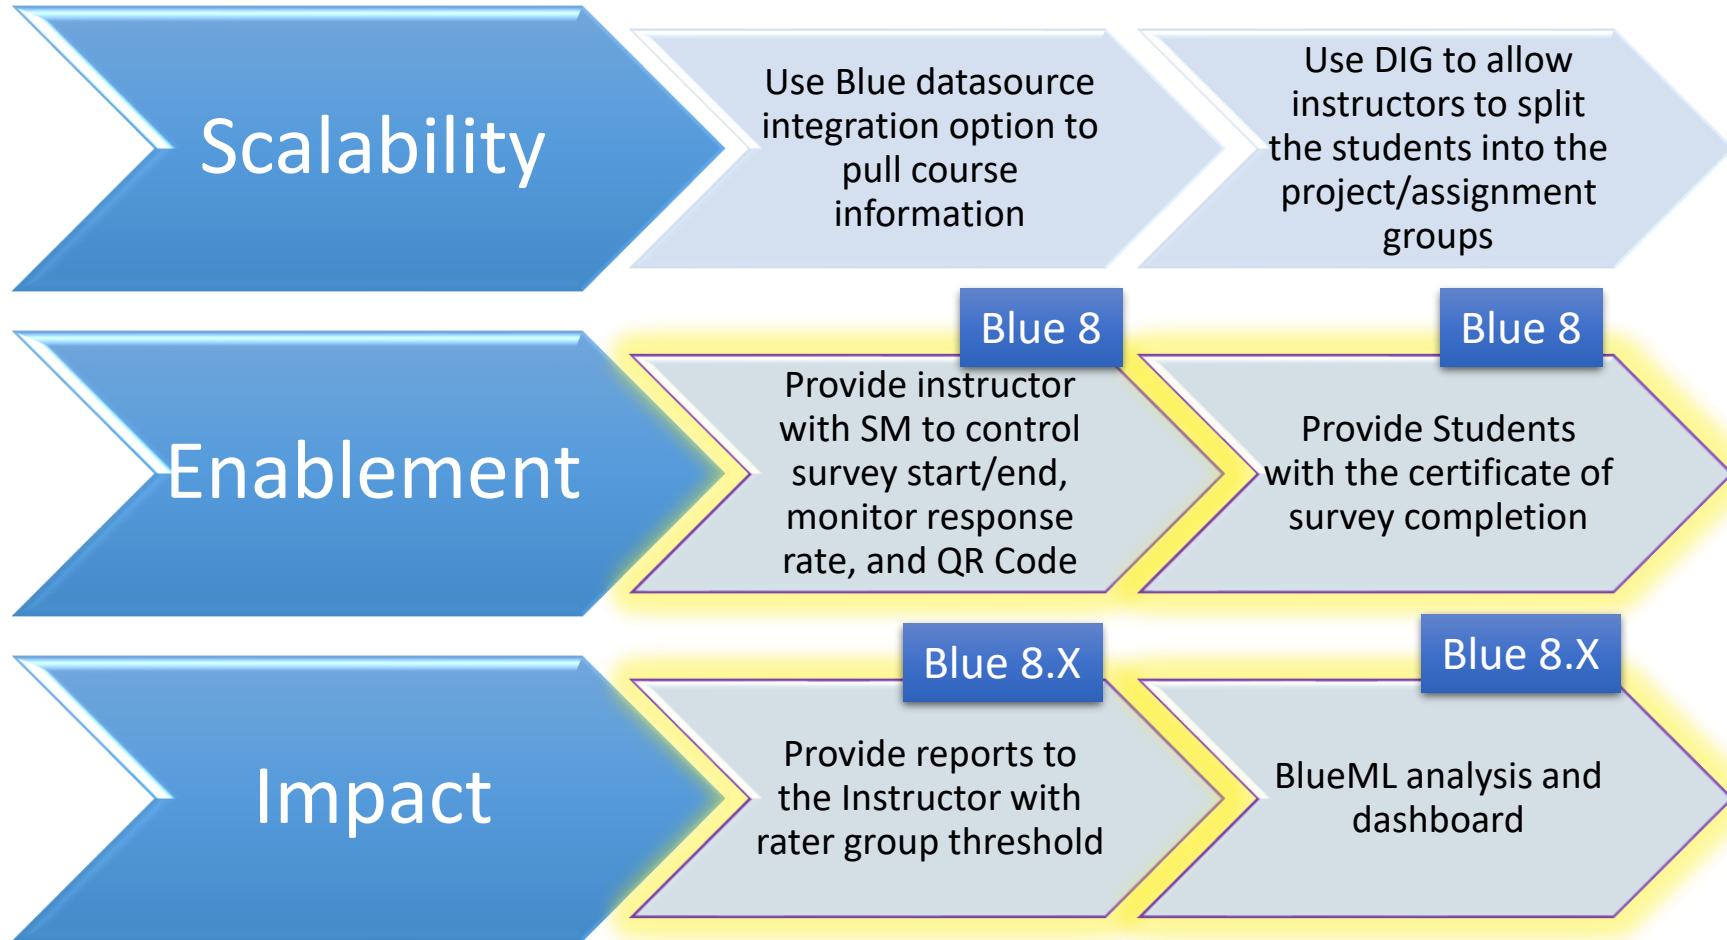 Scalability
Use Blue datasource
integration option to
pull course
information
Use DIG to allow
instructors to split
the students into the
project/assignment
groups
Enablement
Blue 8
Provide instructor
with SM to control
survey start/end,
monitor response
rate, and QR Code
Blue 8
Provide Students
with the certificate of
survey completion
Impact
Blue 8.X
Provide reports to
the Instructor with
rater group threshold
Blue 8.X
BlueML analysis and
dashboard